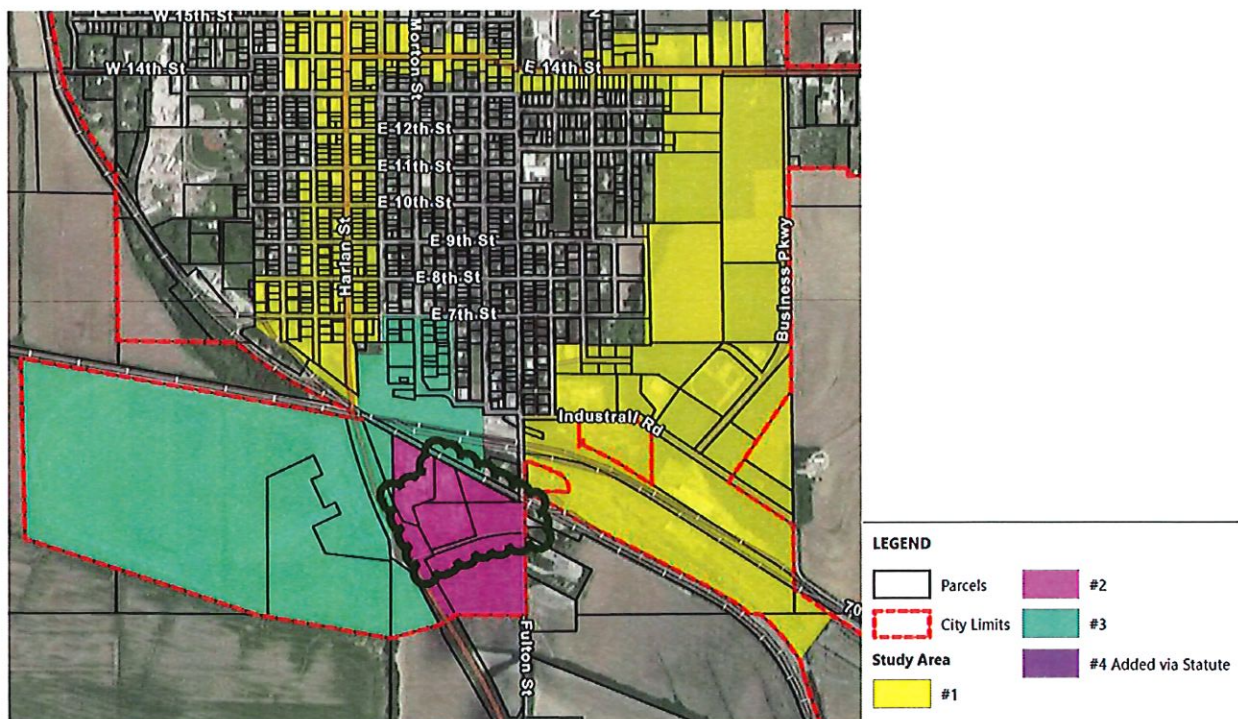 W 15th St
Morton St
W 14th St
E 14th St
E 12th St
E 11th St
E 10th St
E 9th St
Harlan St
E 8th St
E 7th St
Business Pkwy
Industral/ Rd
70
Fulton St
LEGEND
Parcels
City Limits
Study Area
#1
#2
#3
#4 Added via Statute